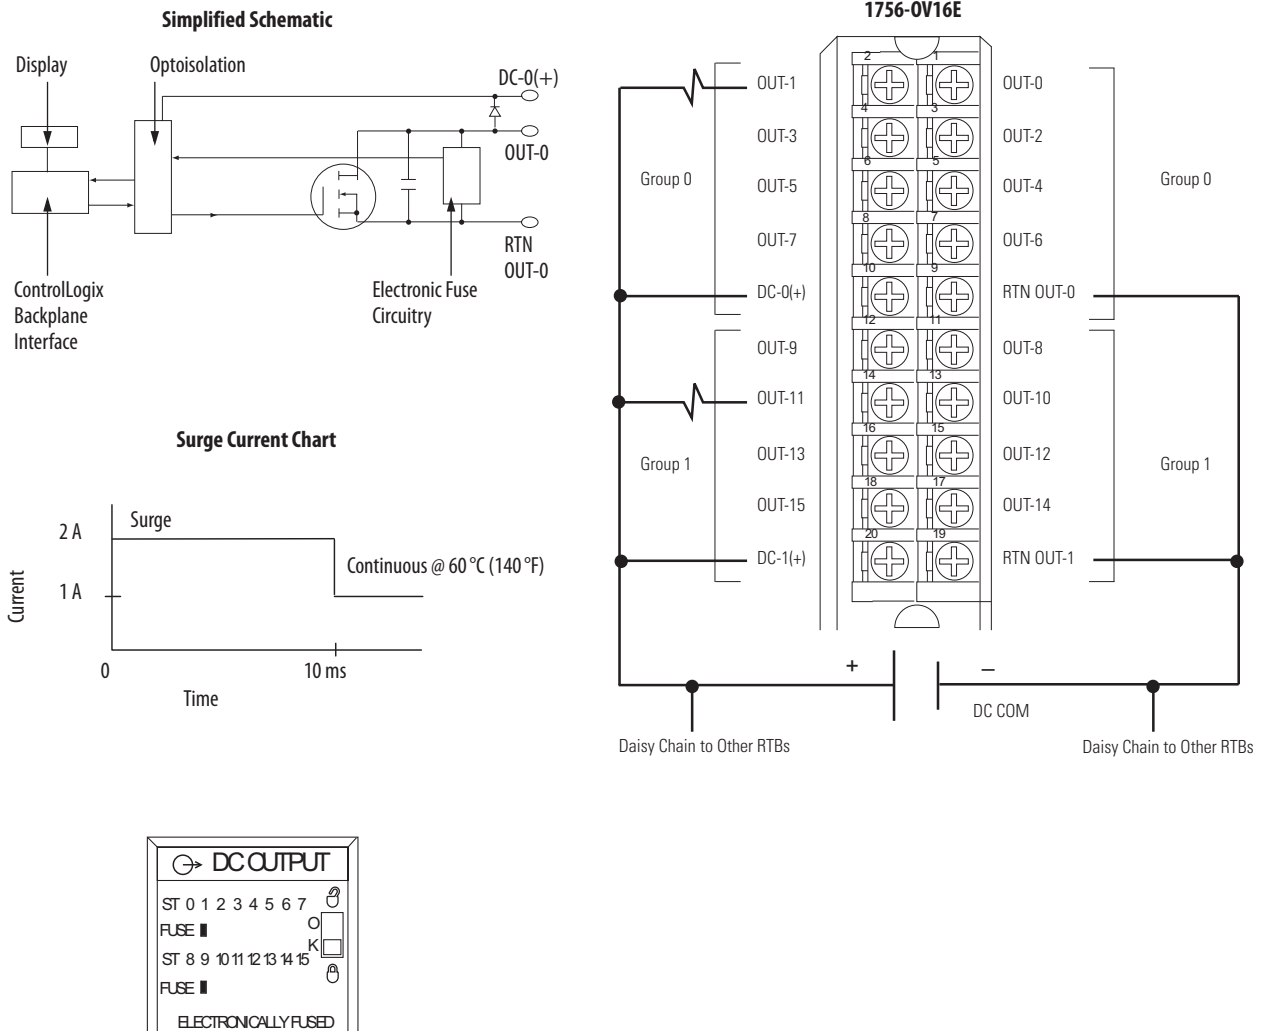 Simplified Schematic
Display
Optoisolation
DC-0(+)
OUT-0
RTN
OUT-0
ControlLogix
Backplane
Interface
Electronic Fuse
Circuitry
Surge Current Chart
2 A
Surge
Continuous @ 60 °C (140 °F)
1 A
Current
0
10 ms
Time
1756-OV16E
OUT-1
2
1
OUT-0
OUT-3
4
3
OUT-2
Group 0
OUT-5
6
5
OUT-4
Group 0
OUT-7
8
7
OUT-6
DC-0(+)
10
9
RTN OUT-0
OUT-9
12
11
OUT-8
OUT-11
14
13
OUT-10
Group 1
OUT-13
16
15
OUT-12
Group 1
OUT-15
18
17
OUT-14
DC-1(+)
20
19
RTN OUT-1
+
–
DC COM
Daisy Chain to Other RTBs
Daisy Chain to Other RTBs
DC OUTPUT
ST 0 1 2 3 4 5 6 7
FUSE
O
K
ST 8 9 10 11 12 13 14 15
FUSE
ELECTRONICALLY FUSED